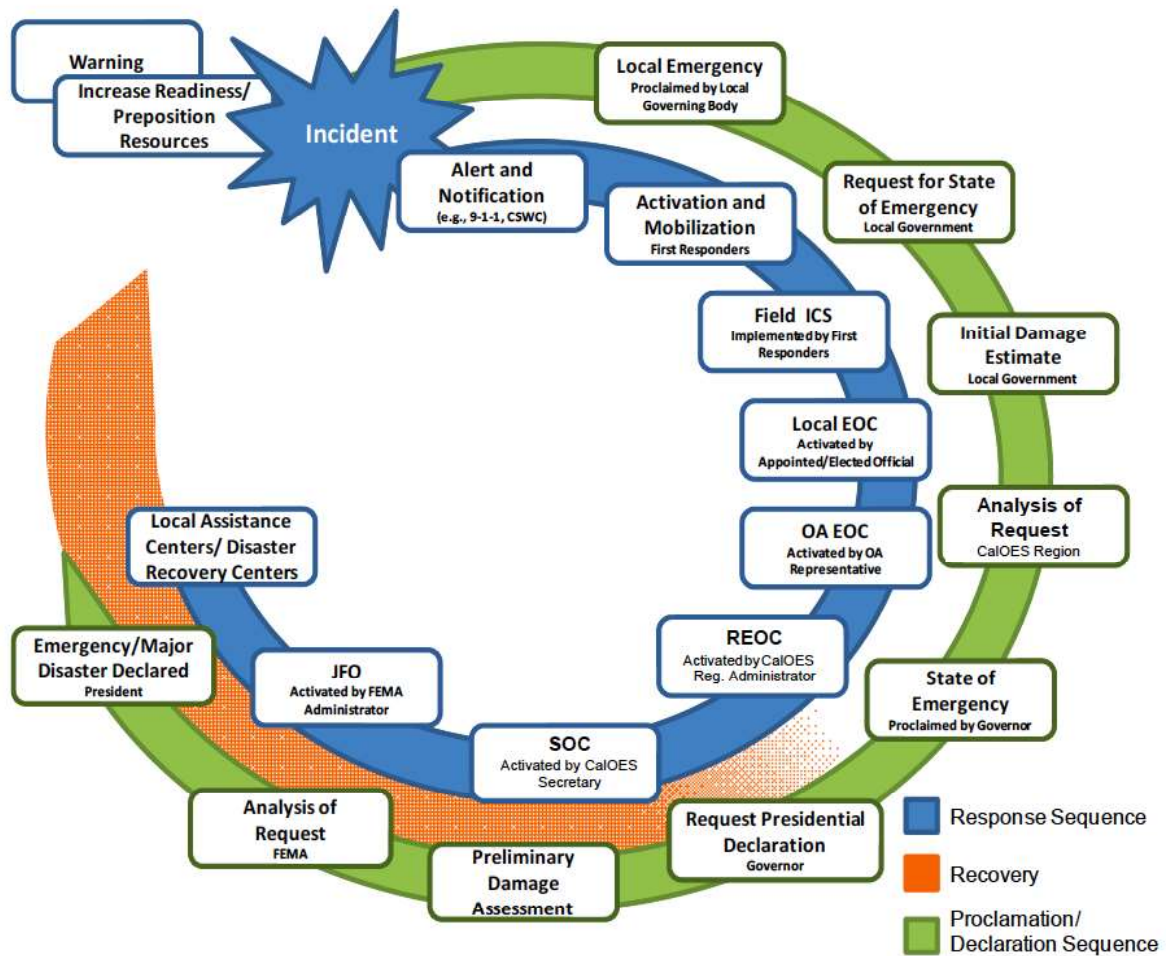 Warning
Increase Readiness/
Preposition
Resources
Incident
Alert and
Notification
(e.g., 9-1-1, CSWC)
Activation and
Mobilization
First Responders
Field ICS
Implemented by First
Responders
Local EOC
Activated by
Appointed/Elected Official
OA EOC
Activated by OA
Representative
REOC
Activated by CalOES
Reg. Administrator
SOC
Activated by CalOES
Secretary
JFO
Activated by FEMA
Administrator
Local Assistance
Centers/ Disaster
Recovery Centers
Local Emergency
Proclaimed by Local
Governing Body
Request for State
of Emergency
Local Government
Initial Damage
Estimate
Local Government
Analysis of
Request
CalOES Region
State of
Emergency
Proclaimed by Governor
Request Presidential
Declaration
Governor
Preliminary
Damage
Assessment
Analysis of
Request
FEMA
Emergency/Major
Disaster Declared
President
Response Sequence
Recovery
Proclamation/
Declaration Sequence